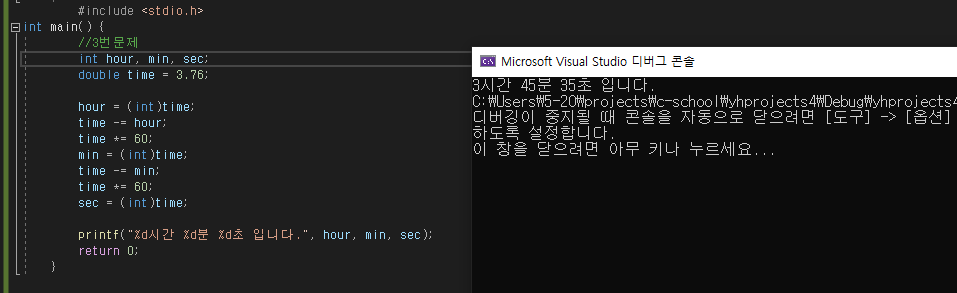 #include <stdio.h>
int main() {
//3번문제
int hour, min, sec;
double time = 3.76;
hour = (int)time;
time -= hour;
time *= 60;
min = (int)time;
time -= min;
time *= 60;
sec = (int)time;
printf("%d시간 %d분 %d초 입니다.", hour, min, sec);
return 0;
}
Microsoft Visual Studio 디버그 콘솔
3시간 45분 35초 입니다.
C:₩Users₩5-20₩projects₩c-school₩yhprojects4₩Debug₩yhprojects4
디버깅이 중지될 때 콘솔을 자동으로 닫으려면 [도구] -> [옵션]
하도록 설정합니다.
이 창을 닫으려면 아무 키나 누르세요...